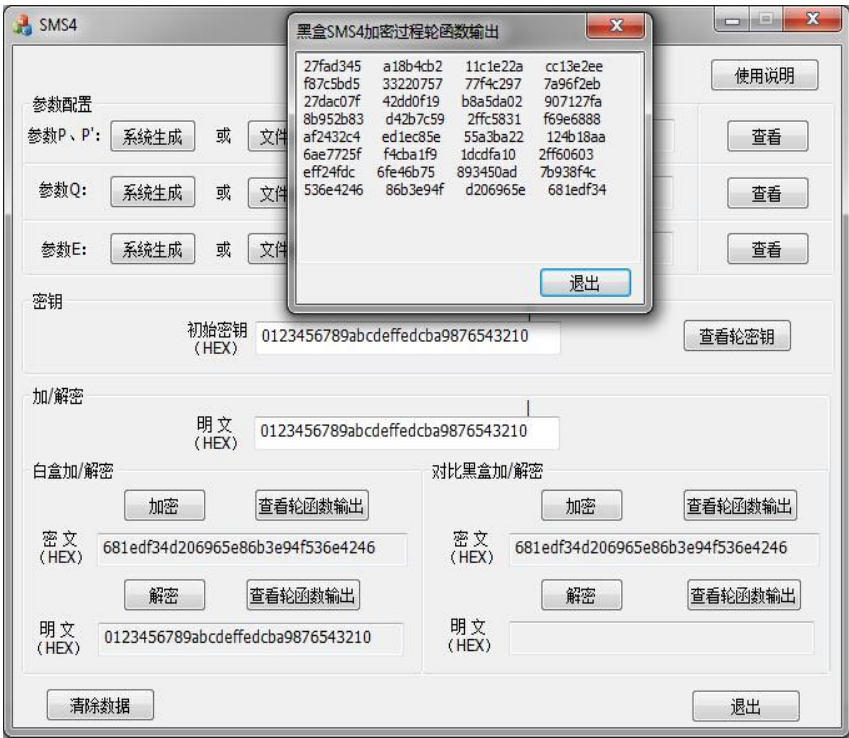 SMS4
黑盒SMS4加密过程轮函数输出
27fad345 a18b4cb2 11c1e22a cc13e2ee
f87c5bd5 33220757 77f4c297 7a96f2eb
27dac07f 42dd0f19 b8a5da02 907127fa
8b952b83 d42b7c59 2ffc5831 f69e6888
af2432c4 ed1ec85e 55a3ba22 124b18aa
6ae7725f f4cba1f9 1dcdfa10 2ff60603
eff24fdc 6fe46b75 893450ad 7b938f4c
536e4246 86b3e94f d206965e 681edf34
退出
使用说明
参数配置
参数P、P': 系统生成 或 文件 查看
参数Q: 系统生成 或 文件 查看
参数E: 系统生成 或 文件 查看
密钥
初始密钥 (HEX) 0123456789abcdeffedcba9876543210 查看轮密钥
加/解密
明文 (HEX) 0123456789abcdeffedcba9876543210
白盒加/解密
加密 查看轮函数输出
密文 (HEX) 681edf34d206965e86b3e94f536e4246
解密 查看轮函数输出
明文 (HEX) 0123456789abcdeffedcba9876543210
对比黑盒加/解密
加密 查看轮函数输出
密文 (HEX) 681edf34d206965e86b3e94f536e4246
解密 查看轮函数输出
明文 (HEX)
清除数据 退出